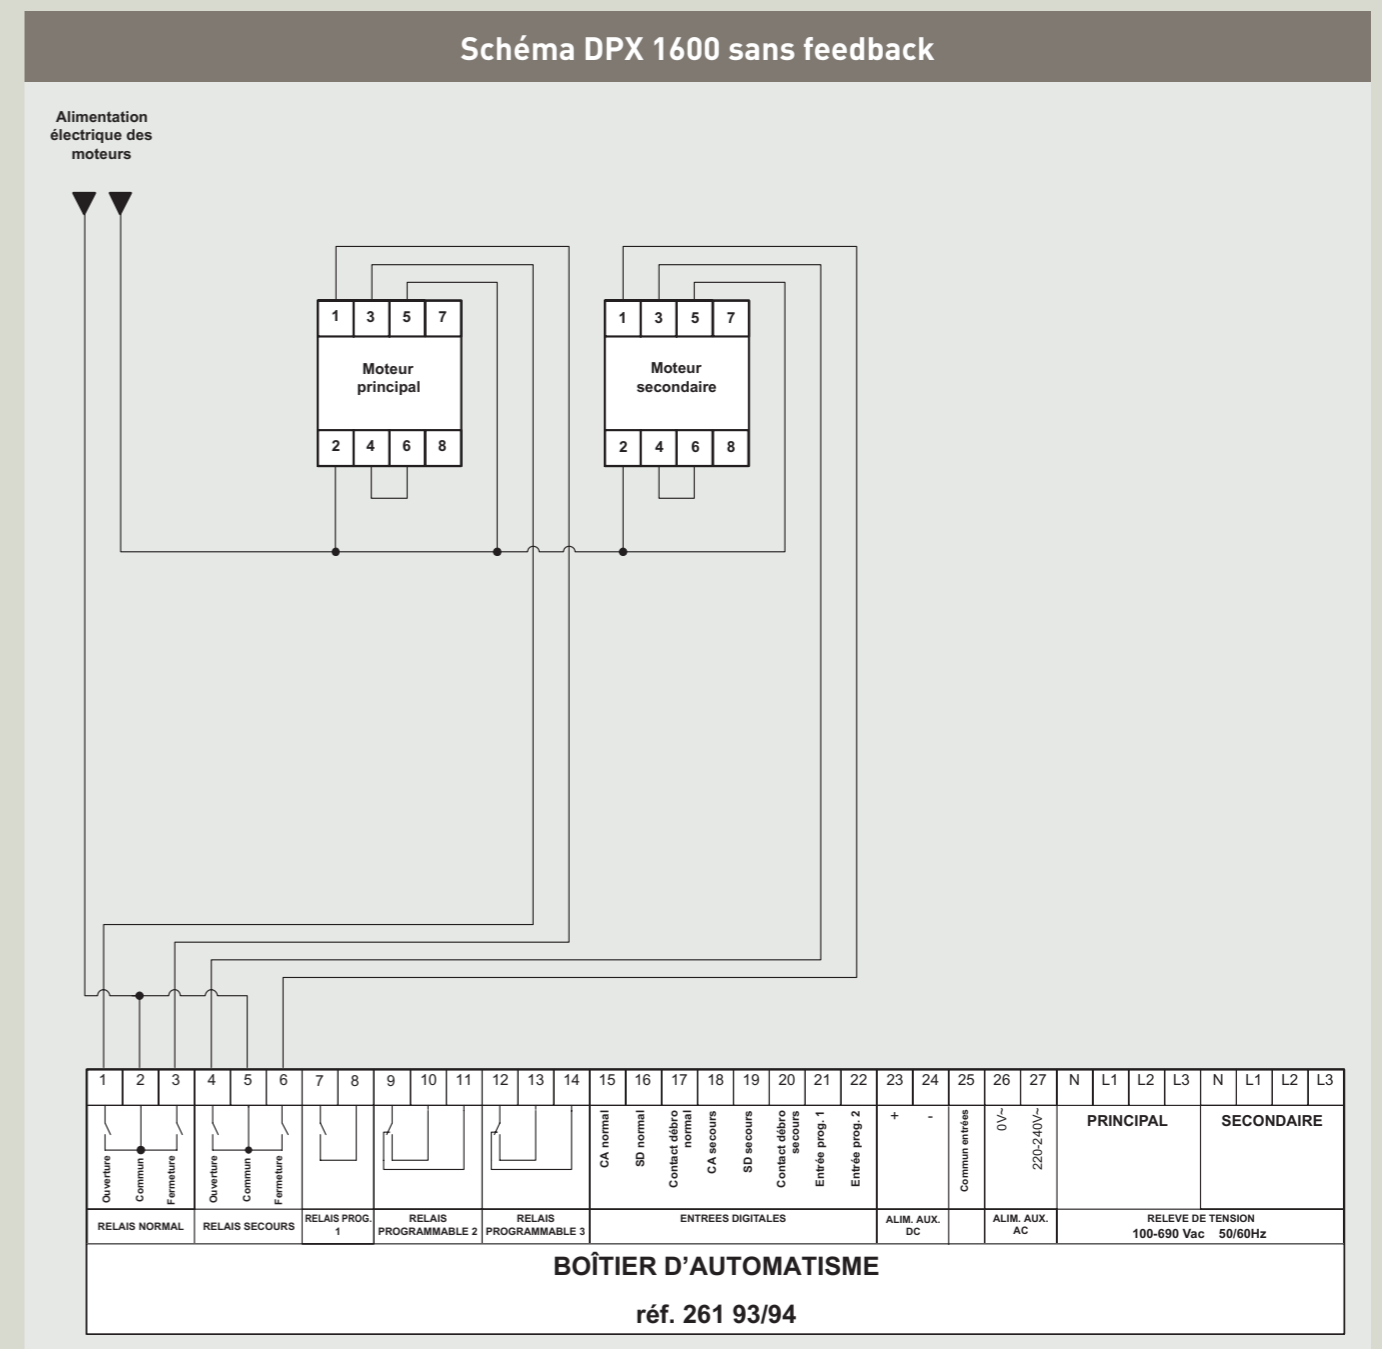 Schéma DPX 1600 sans feedback
Alimentation
électrique des
moteurs
1 3 5 7
Moteur
principal
2 4 6 8
1 3 5 7
Moteur
secondaire
2 4 6 8
1 2 3 4 5 6 7 8 9 10 11 12 13 14 15 16 17 18 19 20 21 22 23 24 25 26 27 N L1 L2 L3 N L1 L2 L3
Ouverture
Commun
Fermeture
Ouverture
Commun
Fermeture
CA normal
SD normal
Contact débro
normal
CA secours
SD secours
Contact débro
secours
Entrée prog. 1
Entrée prog. 2
+ -
Commun entrées
0V~
220-240V~
PRINCIPAL
SECONDAIRE
RELAIS NORMAL
RELAIS SECOURS
RELAIS PROG.
1
RELAIS
PROGRAMMABLE 2
RELAIS
PROGRAMMABLE 3
ENTREES DIGITALES
ALIM. AUX.
DC
ALIM. AUX.
AC
RELEVE DE TENSION
100-690 Vac 50/60Hz
BOÎTIER D’AUTOMATISME
réf. 261 93/94